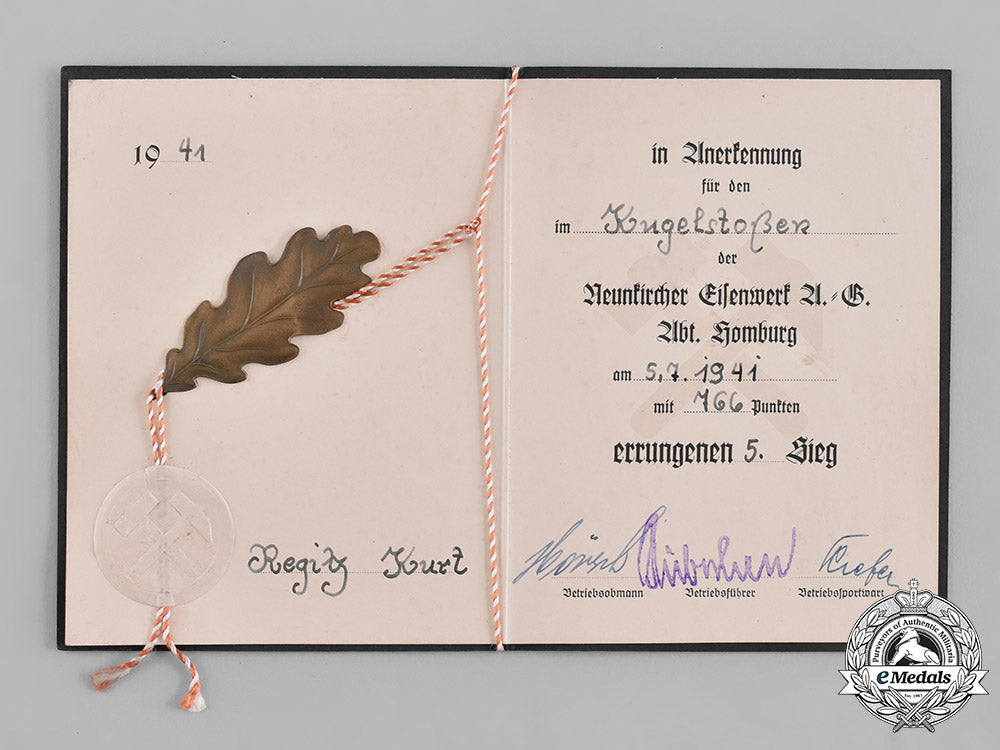 19 41
Regitz Kurt
in Anerkennung
für den
im Kugelstoßen
der
Neunkircher Eisenwerk A.-G.
Abt. Homburg
am 5.7.1941
mit 766 Punkten
errungenen 5. Sieg
Kiefer
Betriebsobmann Betriebsführer Betriebssportwart
Purveyors of Authentic Militaria
eMedals